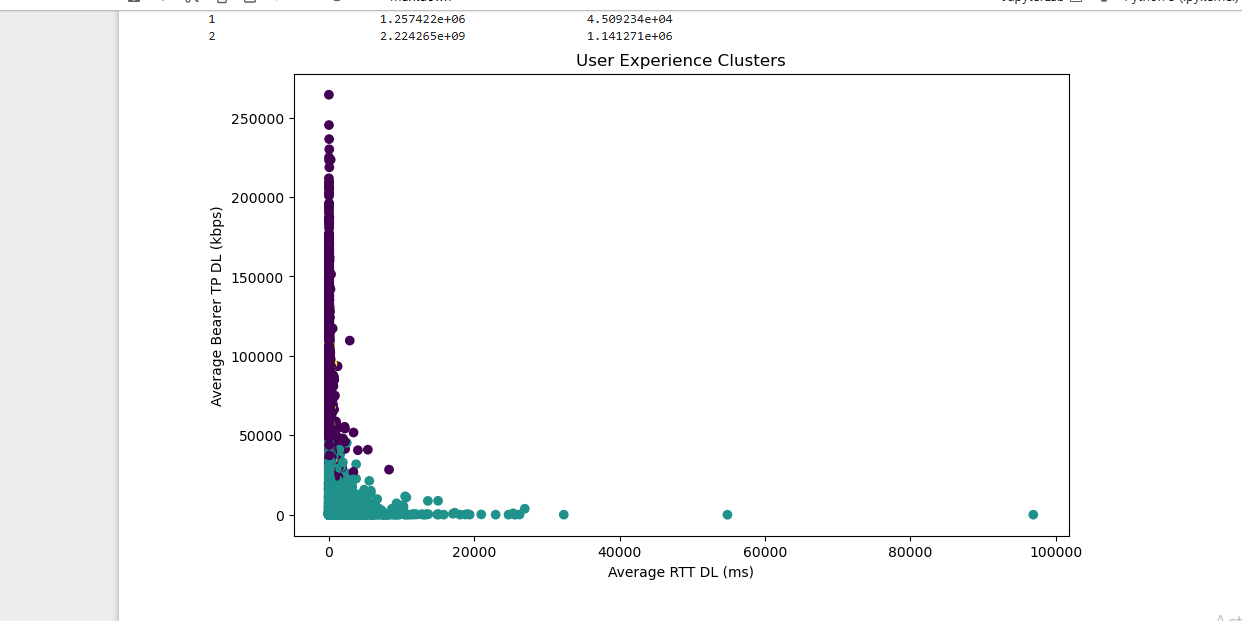 1 1.257422e+06 4.509234e+04
2 2.224265e+09 1.141271e+06
User Experience Clusters
Average Bearer TP DL (kbps)
250000
200000
150000
100000
50000
0
0 20000 40000 60000 80000 100000
Average RTT DL (ms)